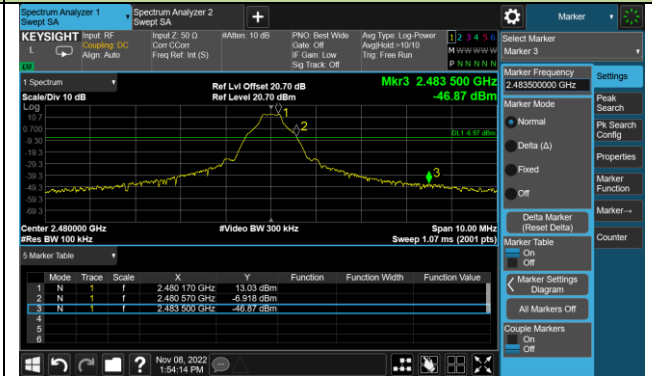 Spectrum Analyzer 1
Swept SA
Spectrum Analyzer 2
Swept SA
+
Marker
KEYSIGHT
L
Input: RF
Coupling: DC
Align: Auto
Input Z: 50 Ω
Corr CCorr
Freq Ref: Int (S)
#Atten: 10 dB
PNO: Best Wide
Gate: Off
IF Gain: Low
Sig Track: Off
Avg Type: Log-Power
Avg|Hold:>10/10
Trig: Free Run
1 2 3 4 5 6
M W W W W W
P N N N N N
Select Marker
Marker 3
1 Spectrum
Scale/Div 10 dB
Log
Ref Lvl Offset 20.70 dB
Ref Level 20.70 dBm
Mkr3 2.483 500 GHz
-46.87 dBm
10.7
0.700
-9.30
-19.3
-29.3
-39.3
-49.3
-59.3
-69.3
1
2
3
DL1 -6.97 dBm
Center 2.480000 GHz
#Res BW 100 kHz
#Video BW 300 kHz
Span 10.00 MHz
Sweep 1.07 ms (2001 pts)
5 Marker Table
Mode Trace Scale X Y Function Function Width Function Value
1 N 1 f 2.480 170 GHz 13.03 dBm
2 N 1 f 2.480 570 GHz -6.918 dBm
3 N 1 f 2.483 500 GHz -46.87 dBm
4
5
6
Marker Frequency
2.483500000 GHz
Marker Mode
Normal
Delta (Δ)
Fixed
Off
Delta Marker
(Reset Delta)
Marker Table
On
Off
Marker Settings
Diagram
All Markers Off
Couple Markers
On
Off
Settings
Peak
Search
Pk Search
Config
Properties
Marker
Function
Marker→
Counter
?
Nov 08, 2022
1:54:14 PM